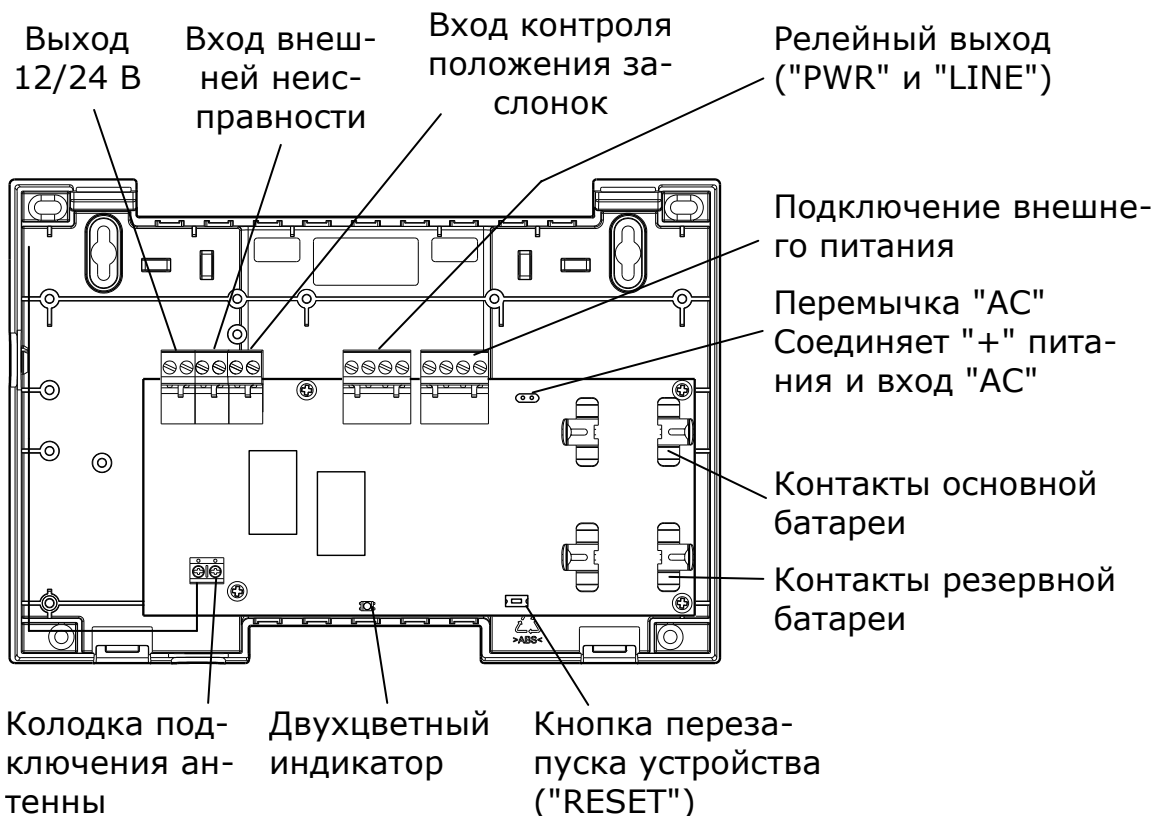 Выход
12/24 В
Вход внеш-
ней неис-
правности
Вход контроля
положения за-
слонок
Релейный выход
("PWR" и "LINE")
Подключение внешне-
го питания
Перемычка "AC"
Соединяет "+" пита-
ния и вход "AC"
Контакты основной
батареи
Контакты резервной
батареи
>ABS<
Колодка под-
ключения ан-
тенны
Двухцветный
индикатор
Кнопка переза-
пуска устройства
("RESET")